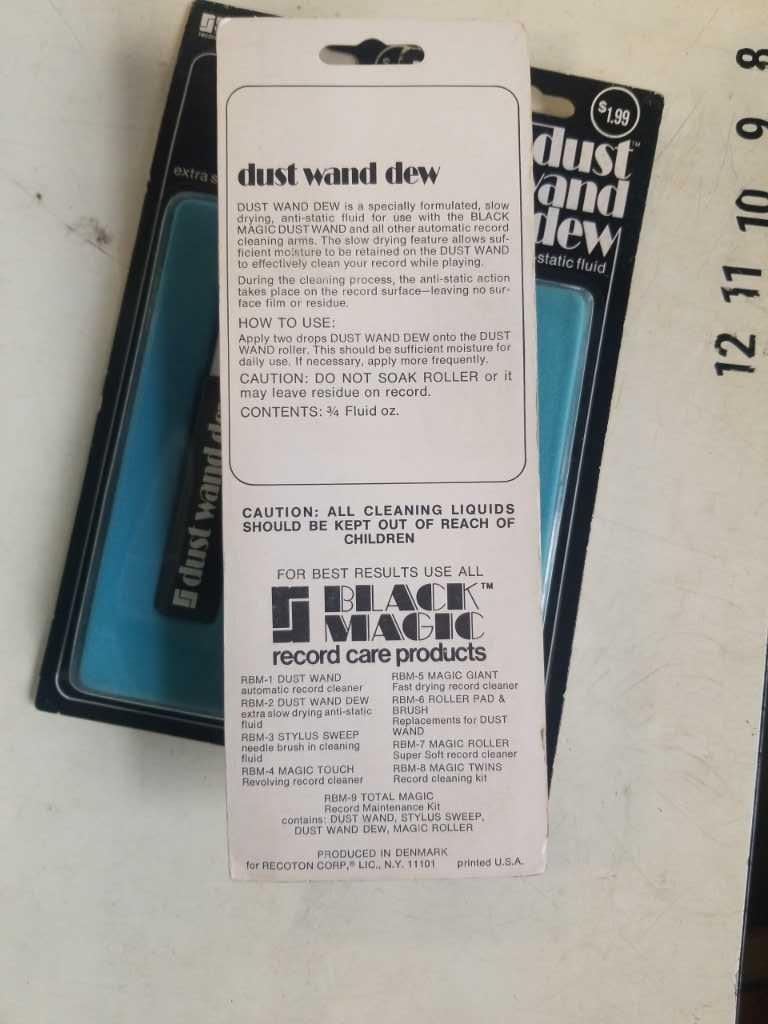 dust wand dew
DUST WAND DEW is a specially formulated, slow
drying, anti-static fluid for use with the BLACK
MAGIC DUST WAND and all other automatic record
cleaning arms. The slow drying feature allows suf-
ficient moisture to be retained on the DUST WAND
to effectively clean your record while playing.
During the cleaning process, the anti-static action
takes place on the record surface—leaving no sur-
face film or residue.
HOW TO USE:
Apply two drops DUST WAND DEW onto the DUST
WAND roller. This should be sufficient moisture for
daily use. If necessary, apply more frequently.
CAUTION: DO NOT SOAK ROLLER or it
may leave residue on record.
CONTENTS: ¾ Fluid oz.
CAUTION: ALL CLEANING LIQUIDS
SHOULD BE KEPT OUT OF REACH OF
CHILDREN
FOR BEST RESULTS USE ALL
BLACK™
MAGIC
record care products
RBM-1 DUST WAND
automatic record cleaner
RBM-2 DUST WAND DEW
extra slow drying anti-static
fluid
RBM-3 STYLUS SWEEP
needle brush in cleaning
fluid
RBM-4 MAGIC TOUCH
Revolving record cleaner
RBM-5 MAGIC GIANT
Fast drying record cleaner
RBM-6 ROLLER PAD &
BRUSH
Replacements for DUST
WAND
RBM-7 MAGIC ROLLER
Super Soft record cleaner
RBM-8 MAGIC TWINS
Record cleaning kit
RBM-9 TOTAL MAGIC
Record Maintenance Kit
contains: DUST WAND, STYLUS SWEEP,
DUST WAND DEW, MAGIC ROLLER
PRODUCED IN DENMARK
for RECOTON CORP,® LIC., N.Y. 11101 printed U.S.A.
$1.99
dust™
wand
dew
-static fluid
extra s
dust wand de
8
9
10
11
12